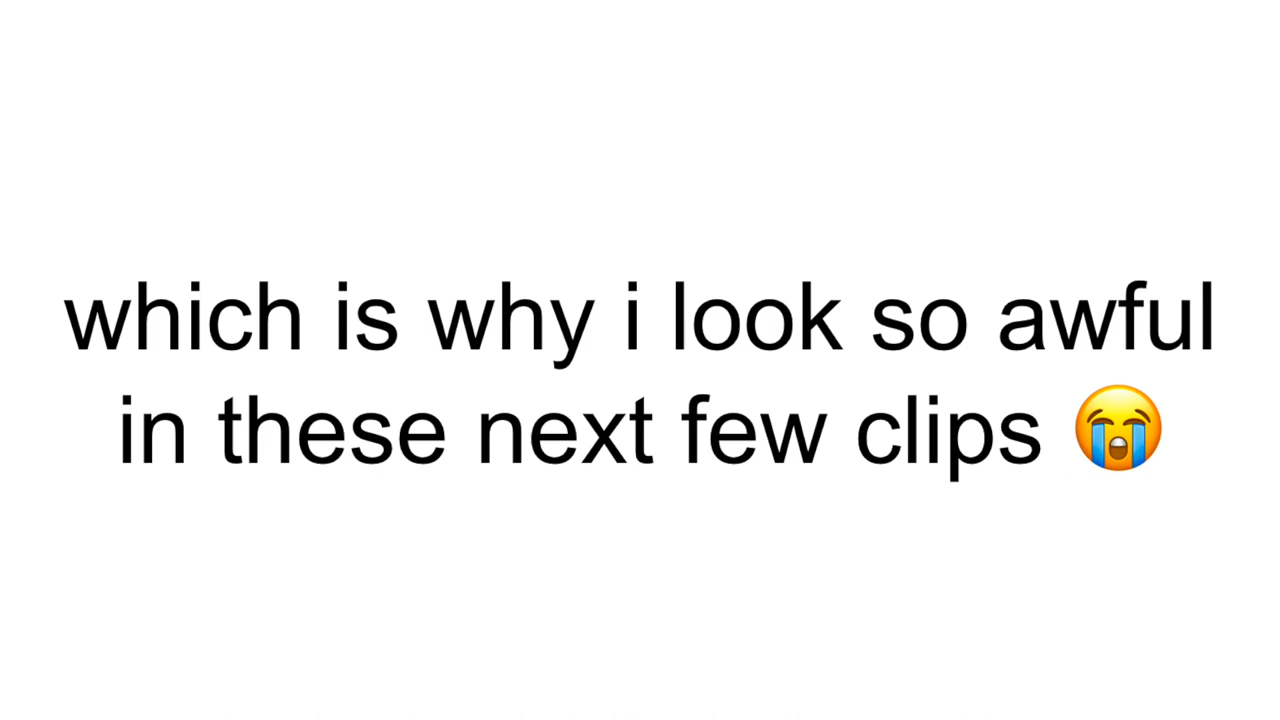 which is why i look so awful
in these next few clips 😭